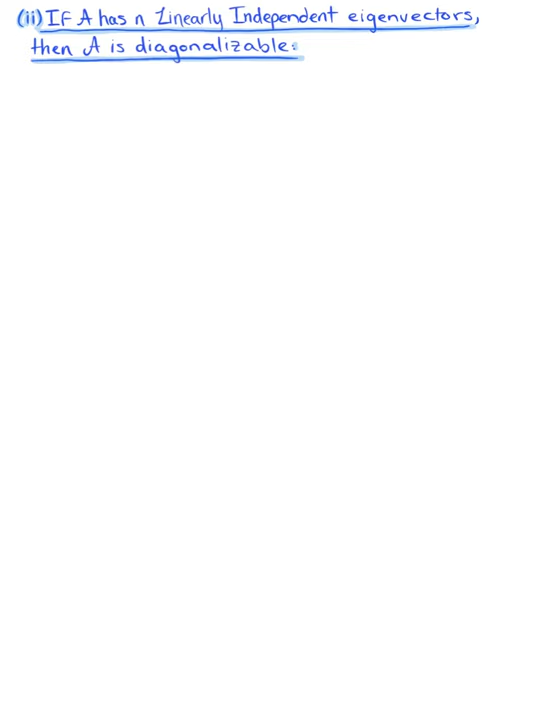 (ii) IF A has n Linearly Independent eigenvectors,
then A is diagonalizable: